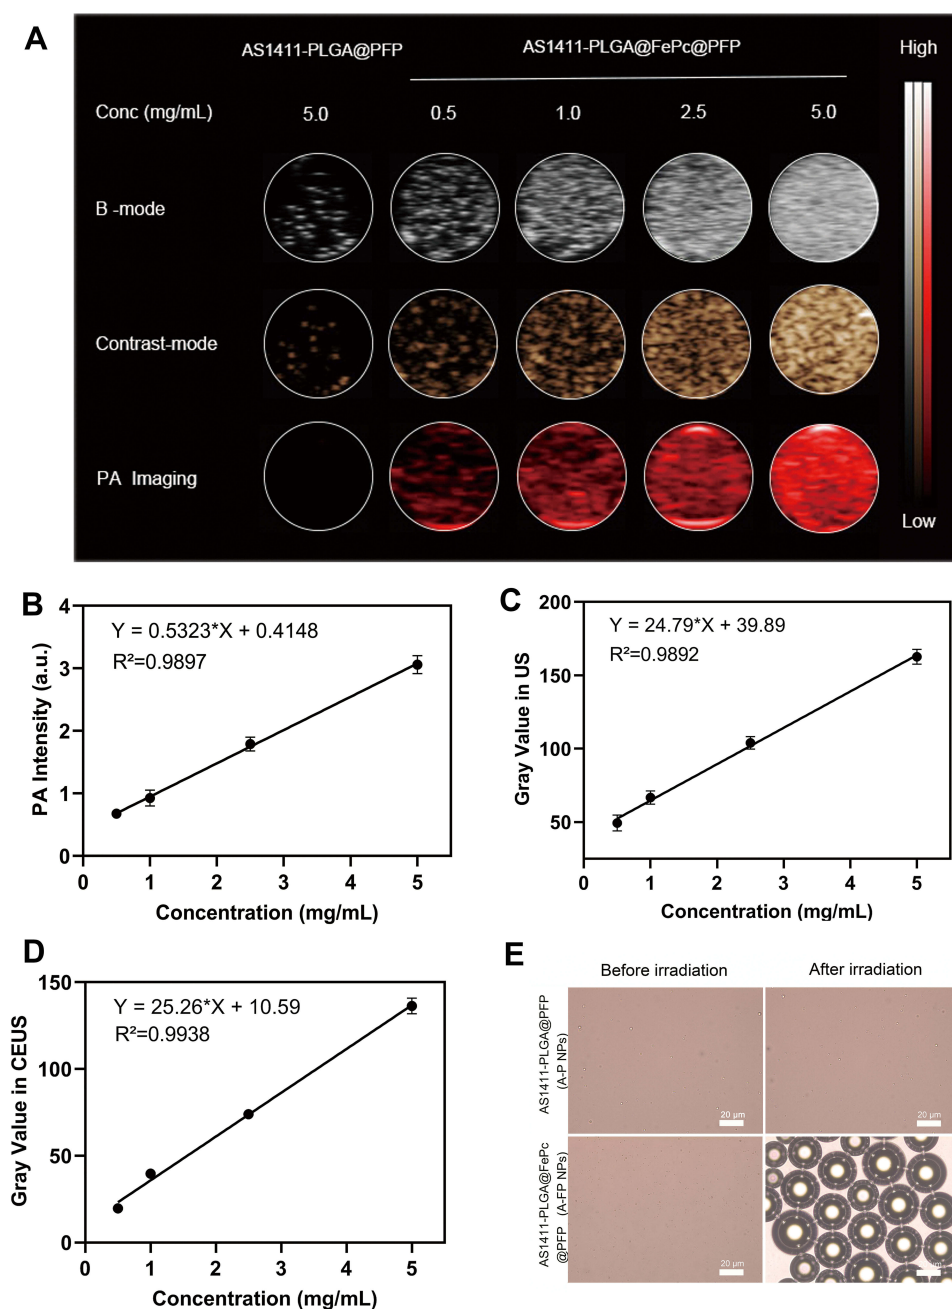 A
AS1411-PLGA@PFP
AS1411-PLGA@FePc@PFP
High
Conc (mg/mL)
5.0
0.5
1.0
2.5
5.0
B -mode
Contrast-mode
PA Imaging
Low
B
Y = 0.5323*X + 0.4148
R²=0.9897
PA Intensity (a.u.)
4
3
2
1
0
0
1
2
3
4
5
Concentration (mg/mL)
C
Y = 24.79*X + 39.89
R²=0.9892
Gray Value in US
200
150
100
50
0
1
2
3
4
5
Concentration (mg/mL)
D
Y = 25.26*X + 10.59
R²=0.9938
Gray Value in CEUS
150
100
50
0
0
1
2
3
4
5
Concentration (mg/mL)
E
Before irradiation
After irradiation
AS1411-PLGA@PFP
(A-P NPs)
20 μm
20 μm
AS1411-PLGA@FePc
@PFP (A-FP NPs)
20 μm